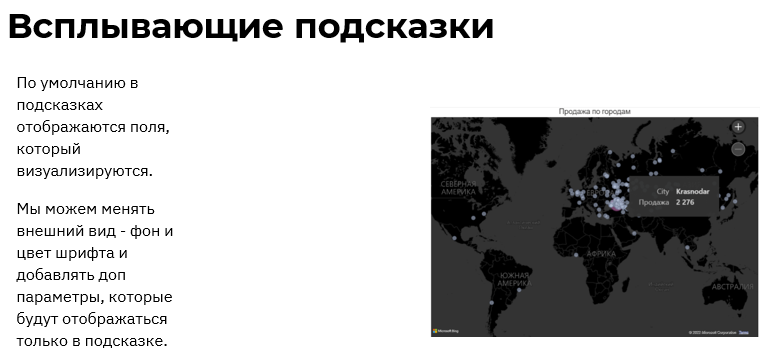 Всплывающие подсказки
По умолчанию в
подсказках
отображаются поля,
который
визуализируются.
Мы можем менять
внешний вид - фон и
цвет шрифта и
добавлять доп
параметры, которые
будут отображаться
только в подсказке.
Продажа по городам
СЕВЕРНАЯ
АМЕРИКА
ЕВРОПА
City Krasnodar
Продажа 2 276
АФРИКА
ЮЖНАЯ
АМЕРИКА
АВСТРАЛИЯ
Microsoft Bing
© 2022 Microsoft Corporation Terms